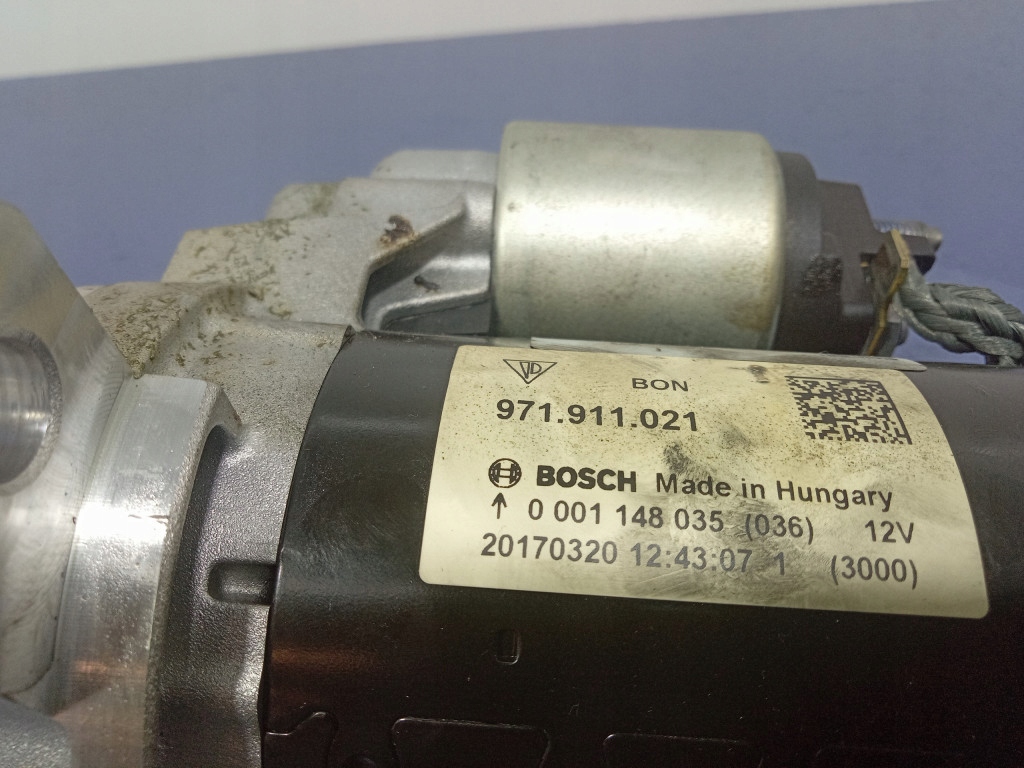 BON
971.911.021
BOSCH Made in Hungary
↑ 0 001 148 035 (036) 12V
20170320 12:43:07 1 (3000)